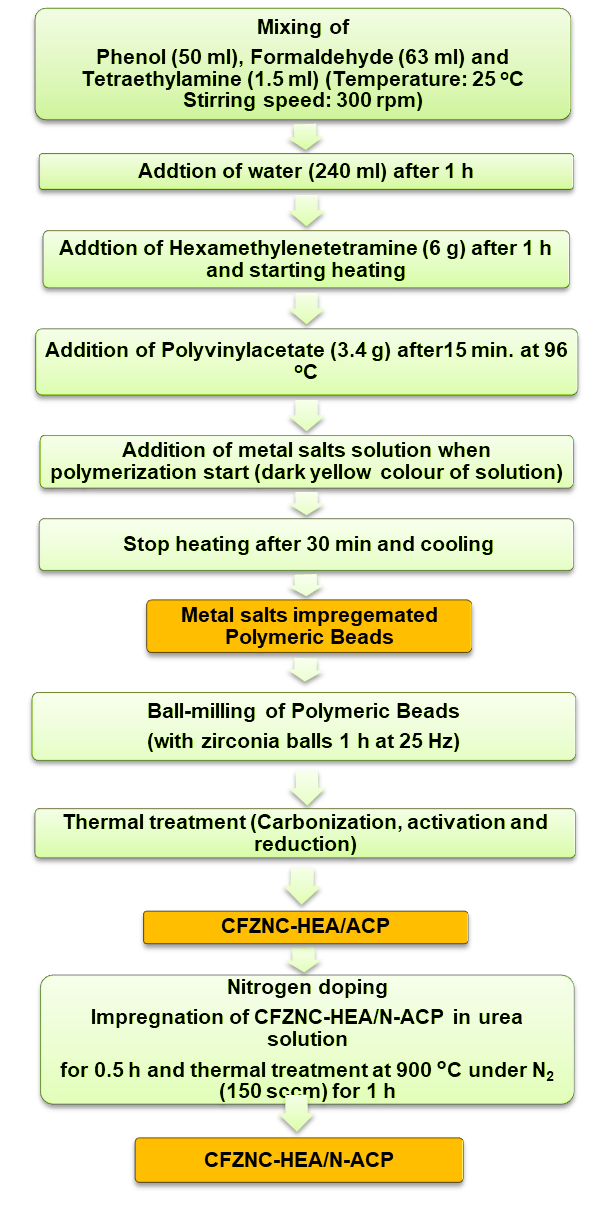 Mixing of
Phenol (50 ml), Formaldehyde (63 ml) and
Tetraethylamine (1.5 ml) (Temperature: 25 °C
Stirring speed: 300 rpm)
Addtion of water (240 ml) after 1 h
Addtion of Hexamethylenetetramine (6 g) after 1 h
and starting heating
Addition of Polyvinylacetate (3.4 g) after15 min. at 96
°C
Addition of metal salts solution when
polymerization start (dark yellow colour of solution)
Stop heating after 30 min and cooling
Metal salts impregemated
Polymeric Beads
Ball-milling of Polymeric Beads
(with zirconia balls 1 h at 25 Hz)
Thermal treatment (Carbonization, activation and
reduction)
CFZNC-HEA/ACP
Nitrogen doping
Impregnation of CFZNC-HEA/N-ACP in urea
solution
for 0.5 h and thermal treatment at 900 °C under N₂
(150 sccm) for 1 h
CFZNC-HEA/N-ACP